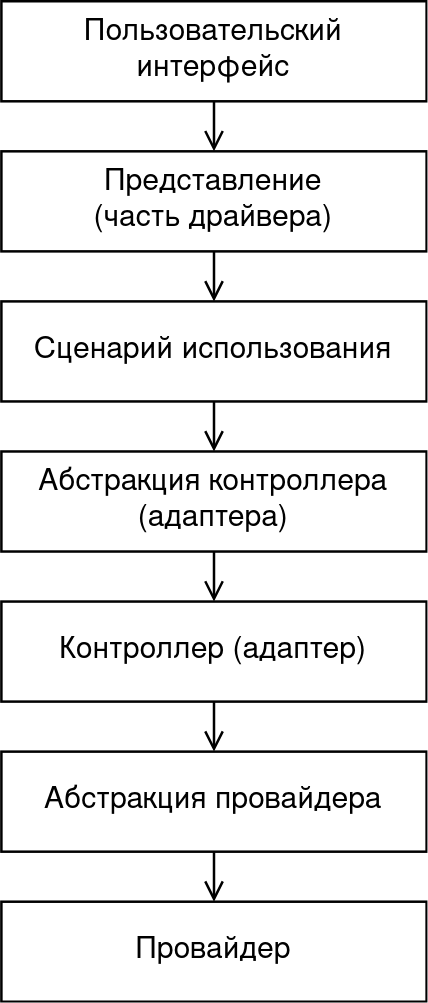 Пользовательский
интерфейс
Представление
(часть драйвера)
Сценарий использования
Абстракция контроллера
(адаптера)
Контроллер (адаптер)
Абстракция провайдера
Провайдер